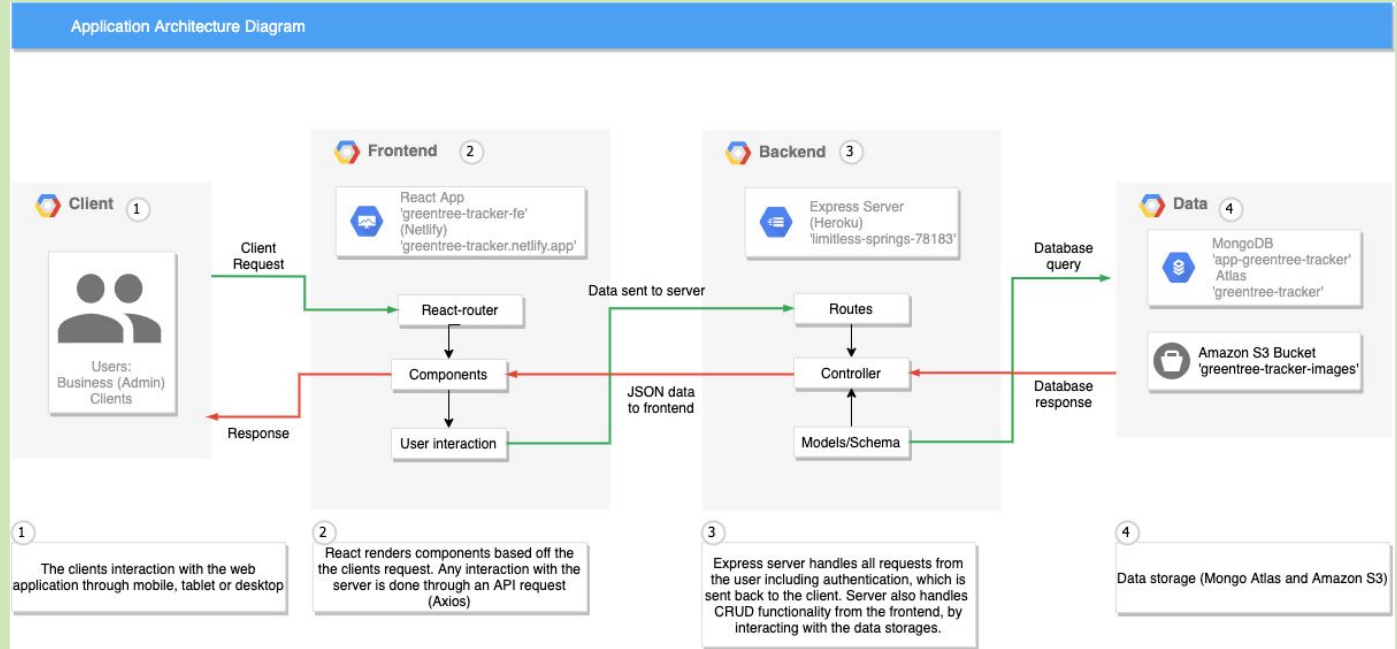 Application Architecture Diagram
Client
1
Users:
Business (Admin)
Clients
Client
Request
Response
Frontend
2
React App
'greentree-tracker-fe'
(Netlify)
'greentree-tracker.netlify.app'
React-router
Components
User interaction
Data sent to server
JSON data
to frontend
Backend
3
Express Server
(Heroku)
'limitless-springs-78183'
Routes
Controller
Models/Schema
Database
query
Database
response
Data
4
MongoDB
'app-greentree-tracker'
Atlas
'greentree-tracker'
Amazon S3 Bucket
'greentree-tracker-images'
1
The clients interaction with the web
application through mobile, tablet or desktop
2
React renders components based off the
the clients request. Any interaction with the
server is done through an API request
(Axios)
3
Express server handles all requests from
the user including authentication, which is
sent back to the client. Server also handles
CRUD functionality from the frontend, by
interacting with the data storages.
4
Data storage (Mongo Atlas and Amazon S3)